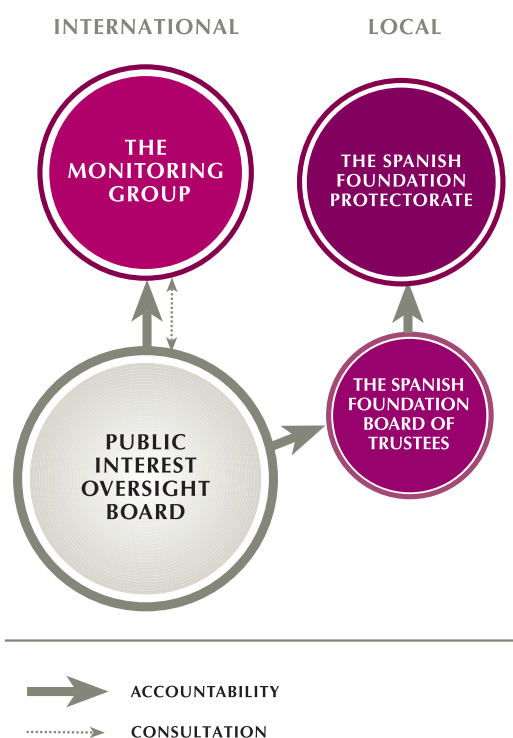 INTERNATIONAL
LOCAL
THE
MONITORING
GROUP
THE SPANISH
FOUNDATION
PROTECTORATE
PUBLIC
INTEREST
OVERSIGHT
BOARD
THE SPANISH
FOUNDATION
BOARD OF
TRUSTEES
ACCOUNTABILITY
CONSULTATION